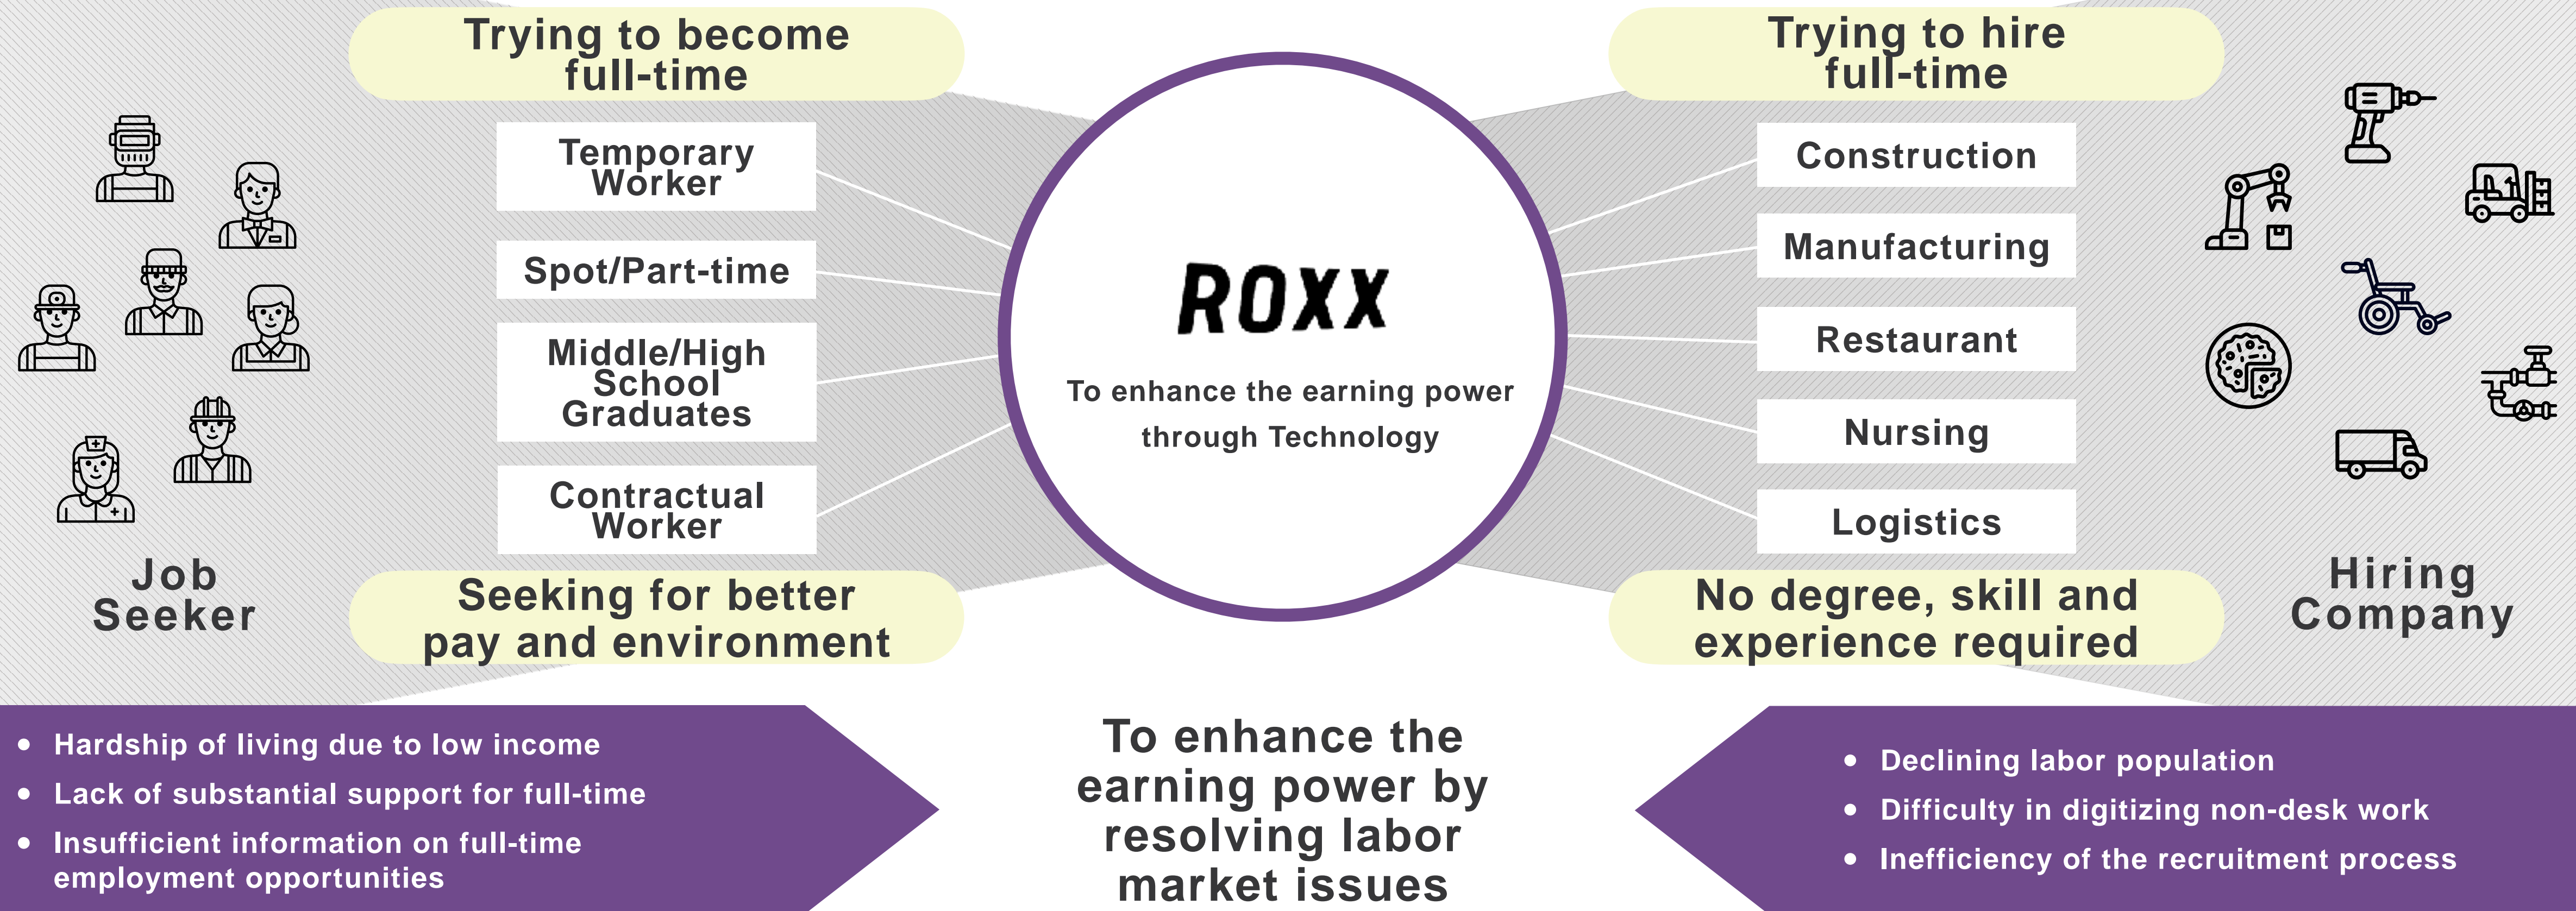 Trying to become
full-time
Temporary
Worker
Spot/Part-time
Middle/High
School
Graduates
Contractual
Worker
Job
Seeker
Seeking for better
pay and environment
ROXX
To enhance the earning power
through Technology
Trying to hire
full-time
Construction
Manufacturing
Restaurant
Nursing
Logistics
Hiring
Company
No degree, skill and
experience required
• Hardship of living due to low income
• Lack of substantial support for full-time
• Insufficient information on full-time
employment opportunities
To enhance the
earning power by
resolving labor
market issues
• Declining labor population
• Difficulty in digitizing non-desk work
• Inefficiency of the recruitment process